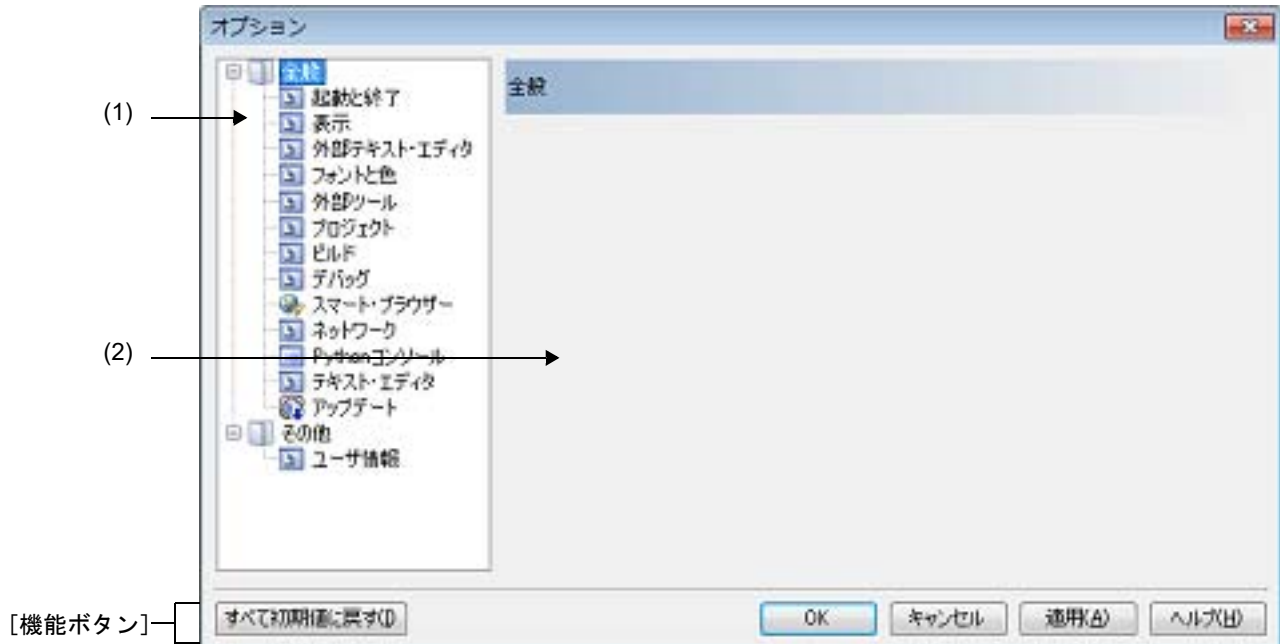 オプション
全般
起動と終了
表示
外部テキスト・エディタ
フォントと色
外部ツール
プロジェクト
ビルド
デバッグ
スマート・ブラウザー
ネットワーク
Pythonコンソール
テキスト・エディタ
アップデート
その他
ユーザ情報
全般
(1)
(2)
[機能ボタン]
すべて初期値に戻す(I)
OK
キャンセル
適用(A)
ヘルプ(H)